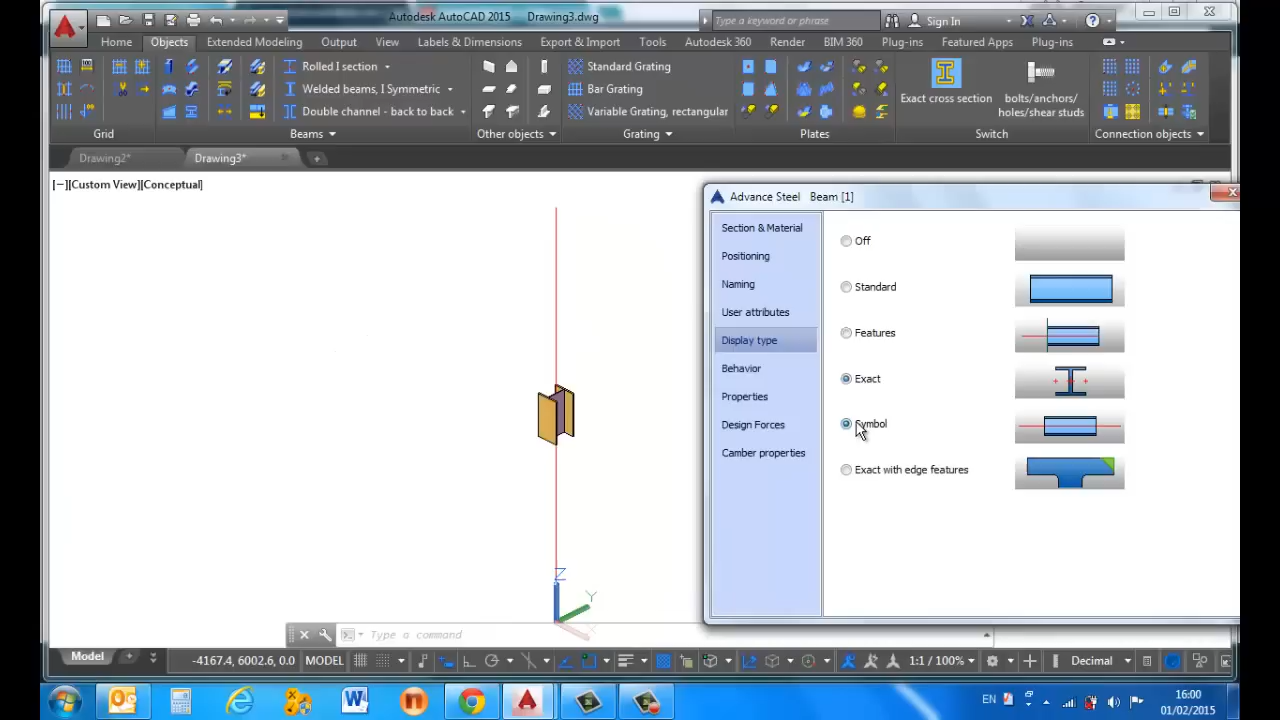 Autodesk AutoCAD 2015 Drawing3.dwg
Type a keyword or phrase
Sign In
Home Objects Extended Modeling Output View Labels & Dimensions Export & Import Tools Autodesk 360 Render BIM 360 Plug-ins Featured Apps Plug-ins
Rolled I section
Welded beams, I Symmetric
Double channel - back to back
Standard Grating
Bar Grating
Variable Grating, rectangular
Exact cross section
bolts/anchors/
holes/shear studs
Grid Beams Other objects Grating Plates Switch Connection objects
Drawing2* Drawing3*
[−][Custom View][Conceptual]
Advance Steel Beam [1]
Section & Material
Positioning
Naming
User attributes
Display type
Behavior
Properties
Design Forces
Camber properties
Off
Standard
Features
Exact
Symbol
Exact with edge features
Z
Y
X
Type a command
Model
-4167.4, 6002.6, 0.0 MODEL 1:1 / 100% Decimal
EN
16:00
01/02/2015